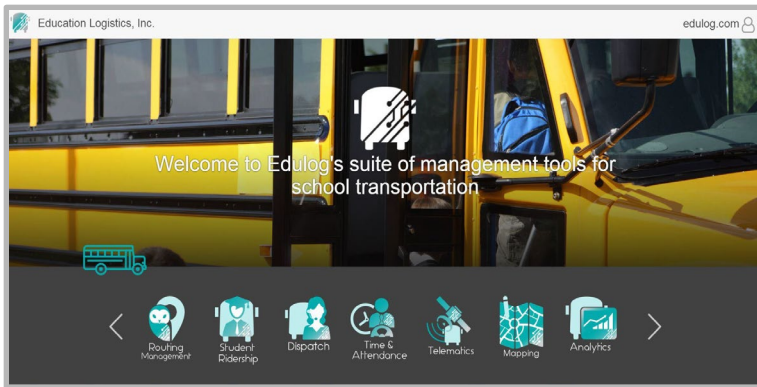 Education Logistics, Inc.
edulog.com
Welcome to Edulog's suite of management tools for
school transportation
Routing
Management
Student
Ridership
Dispatch
Time &
Attendance
Telematics
Mapping
Analytics